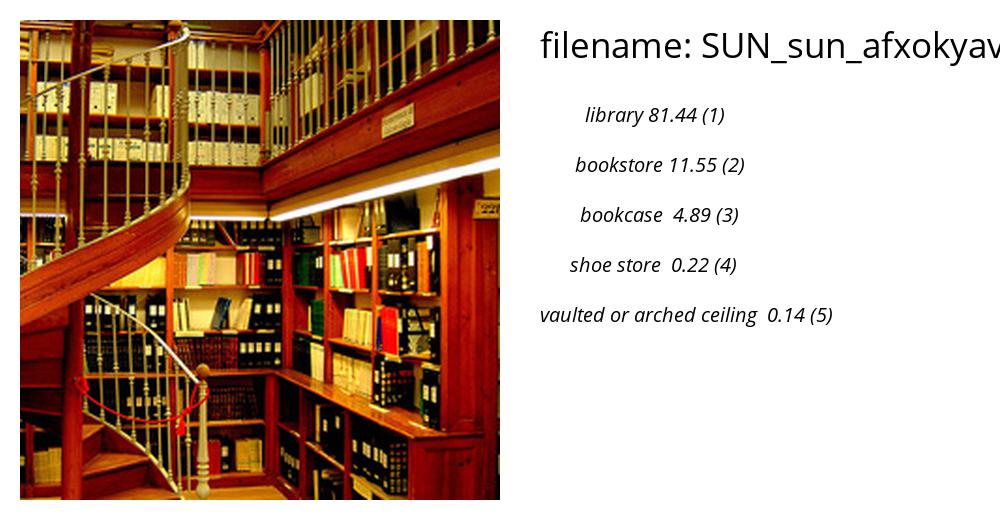 filename: SUN_sun_afxokyav
library 81.44 (1)
bookstore 11.55 (2)
bookcase 4.89 (3)
shoe store 0.22 (4)
vaulted or arched ceiling 0.14 (5)